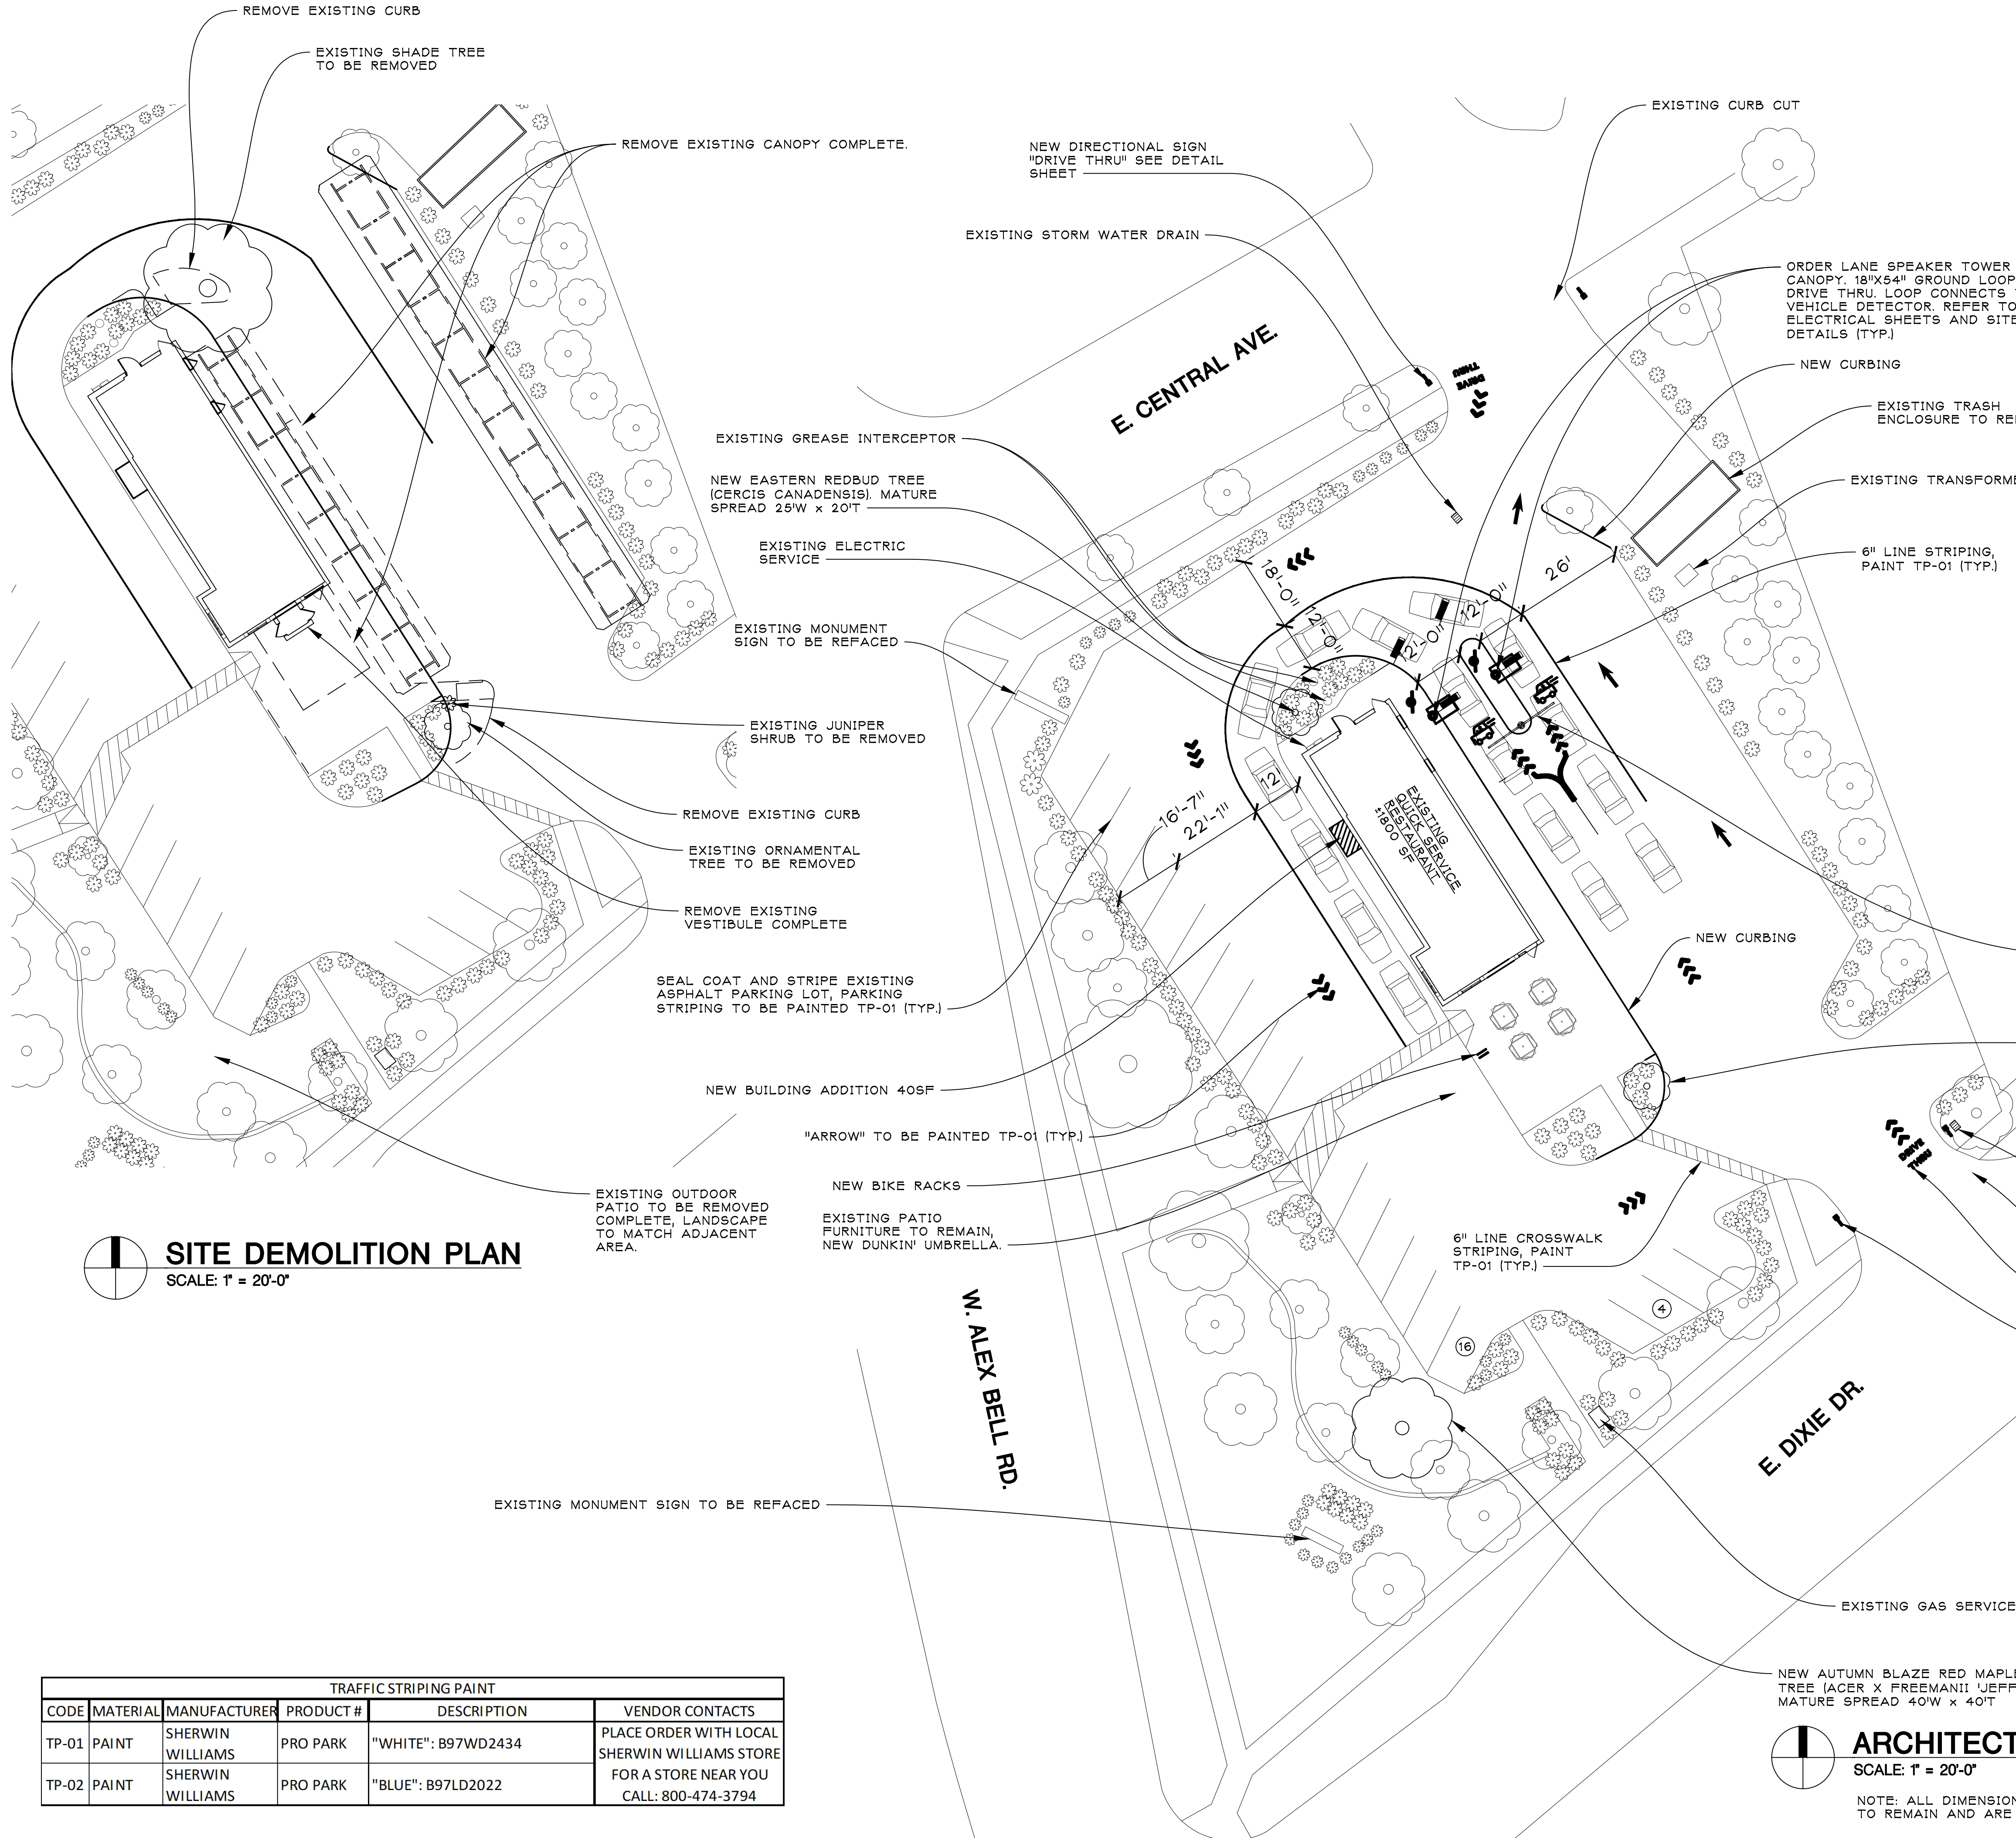 REMOVE EXISTING CURB
EXISTING SHADE TREE
TO BE REMOVED
REMOVE EXISTING CANOPY COMPLETE.
EXISTING JUNIPER
SHRUB TO BE REMOVED
REMOVE EXISTING CURB
EXISTING ORNAMENTAL
TREE TO BE REMOVED
REMOVE EXISTING
VESTIBULE COMPLETE
EXISTING OUTDOOR
PATIO TO BE REMOVED
COMPLETE, LANDSCAPE
TO MATCH ADJACENT
AREA.
SITE DEMOLITION PLAN
SCALE: 1" = 20'-0"
NEW DIRECTIONAL SIGN
"DRIVE THRU" SEE DETAIL
SHEET
EXISTING STORM WATER DRAIN
EXISTING GREASE INTERCEPTOR
NEW EASTERN REDBUD TREE
(CERCIS CANADENSIS). MATURE
SPREAD 25'W x 20'T
EXISTING ELECTRIC
SERVICE
EXISTING MONUMENT
SIGN TO BE REFACED
SEAL COAT AND STRIPE EXISTING
ASPHALT PARKING LOT, PARKING
STRIPING TO BE PAINTED TP-01 (TYP.)
NEW BUILDING ADDITION 40SF
"ARROW" TO BE PAINTED TP-01 (TYP.)
NEW BIKE RACKS
EXISTING PATIO
FURNITURE TO REMAIN,
NEW DUNKIN' UMBRELLA.
EXISTING MONUMENT SIGN TO BE REFACED
E. CENTRAL AVE.
DRIVE
THRU
18'-0"
12'-0"
12'-0"
12'-0"
26'
12'
16'-7"
22'-1"
EXISTING
QUICK SERVICE
RESTAURANT
±1800 SF
EXISTING CURB CUT
ORDER LANE SPEAKER TOWER
CANOPY. 18"X54" GROUND LOOP
DRIVE THRU. LOOP CONNECTS
VEHICLE DETECTOR. REFER TO
ELECTRICAL SHEETS AND SITE
DETAILS (TYP.)
NEW CURBING
EXISTING TRASH
ENCLOSURE TO RE
EXISTING TRANSFORME
6" LINE STRIPING,
PAINT TP-01 (TYP.)
NEW CURBING
DRIVE
THRU
6" LINE CROSSWALK
STRIPING, PAINT
TP-01 (TYP.)
4
16
W. ALEX BELL RD.
E. DIXIE DR.
EXISTING GAS SERVICE
NEW AUTUMN BLAZE RED MAPLE
TREE (ACER X FREEMANII 'JEFF
MATURE SPREAD 40'W x 40'T
ARCHITECT
SCALE: 1" = 20'-0"
NOTE: ALL DIMENSION
TO REMAIN AND ARE
TRAFFIC STRIPING PAINT
CODE MATERIAL MANUFACTURER PRODUCT # DESCRIPTION VENDOR CONTACTS
TP-01 PAINT SHERWIN WILLIAMS PRO PARK "WHITE": B97WD2434
TP-02 PAINT SHERWIN WILLIAMS PRO PARK "BLUE": B97LD2022
PLACE ORDER WITH LOCAL
SHERWIN WILLIAMS STORE
FOR A STORE NEAR YOU
CALL: 800-474-3794